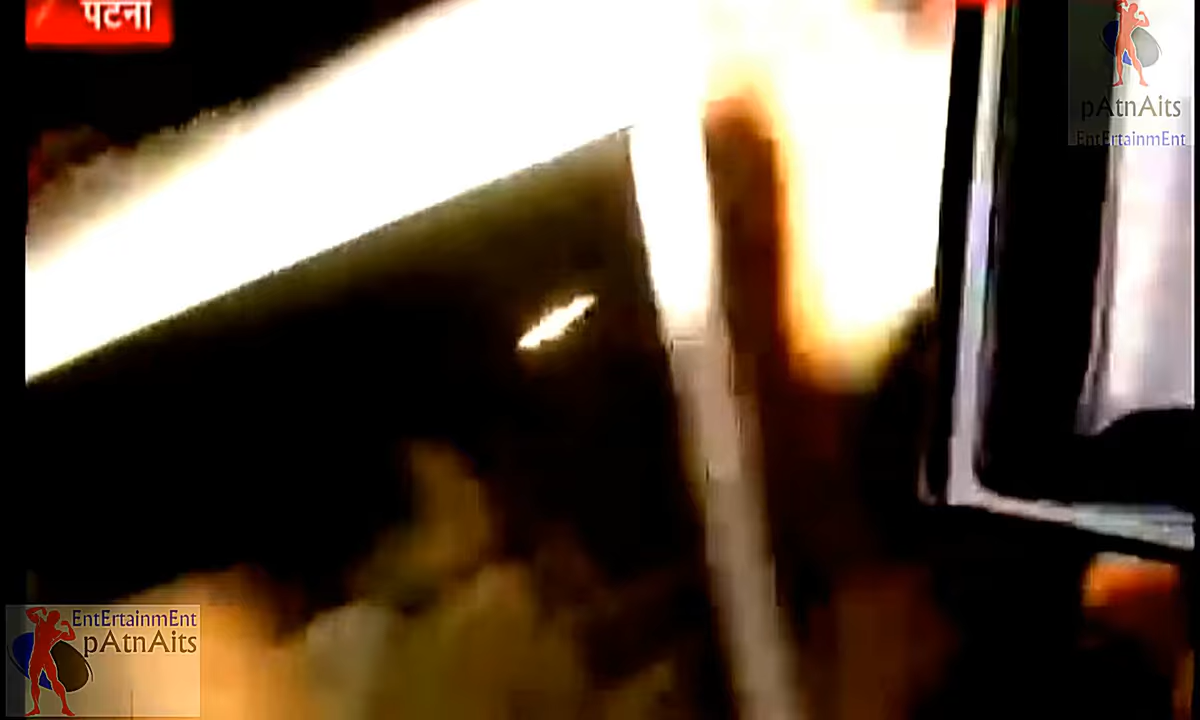 पटना
pAtnAits
EntErtainmEnt
EntErtainmEnt
pAtnAits